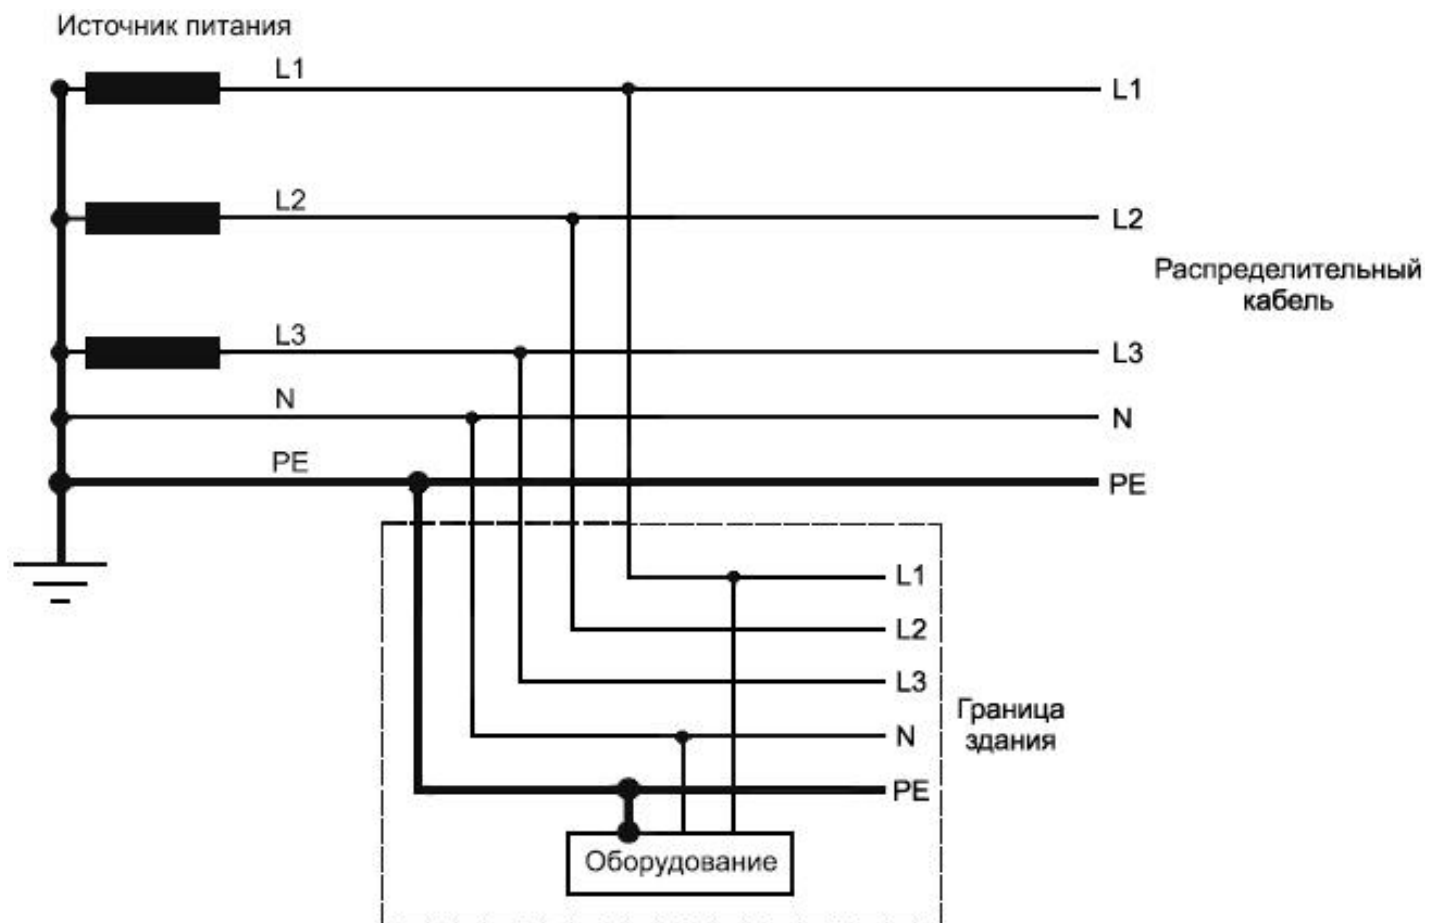 Источник питания
L1
L1
L2
L2
Распределительный
кабель
L3
L3
N
N
PE
PE
L1
L2
L3
Граница
здания
N
PE
Оборудование